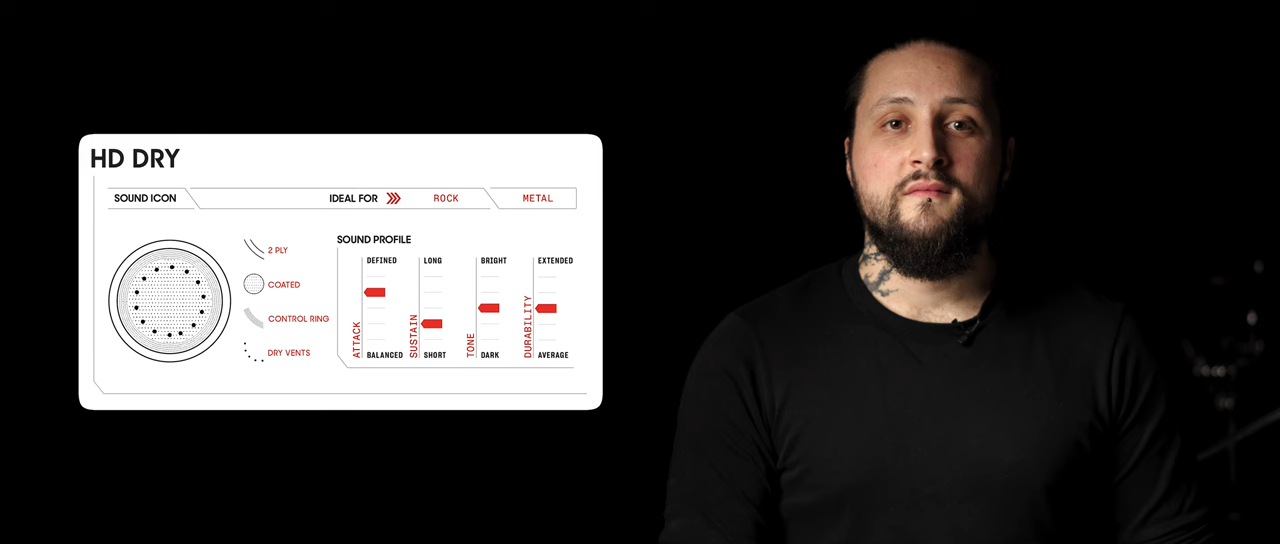 HD DRY
SOUND ICON
IDEAL FOR
ROCK
METAL
2 PLY
COATED
CONTROL RING
DRY VENTS
SOUND PROFILE
DEFINED
LONG
BRIGHT
EXTENDED
ATTACK
SUSTAIN
TONE
DURABILITY
BALANCED
SHORT
DARK
AVERAGE